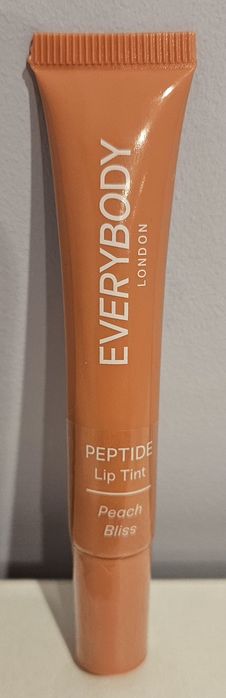 EVERYBODY
LONDON
PEPTIDE
Lip Tint
Peach
Bliss